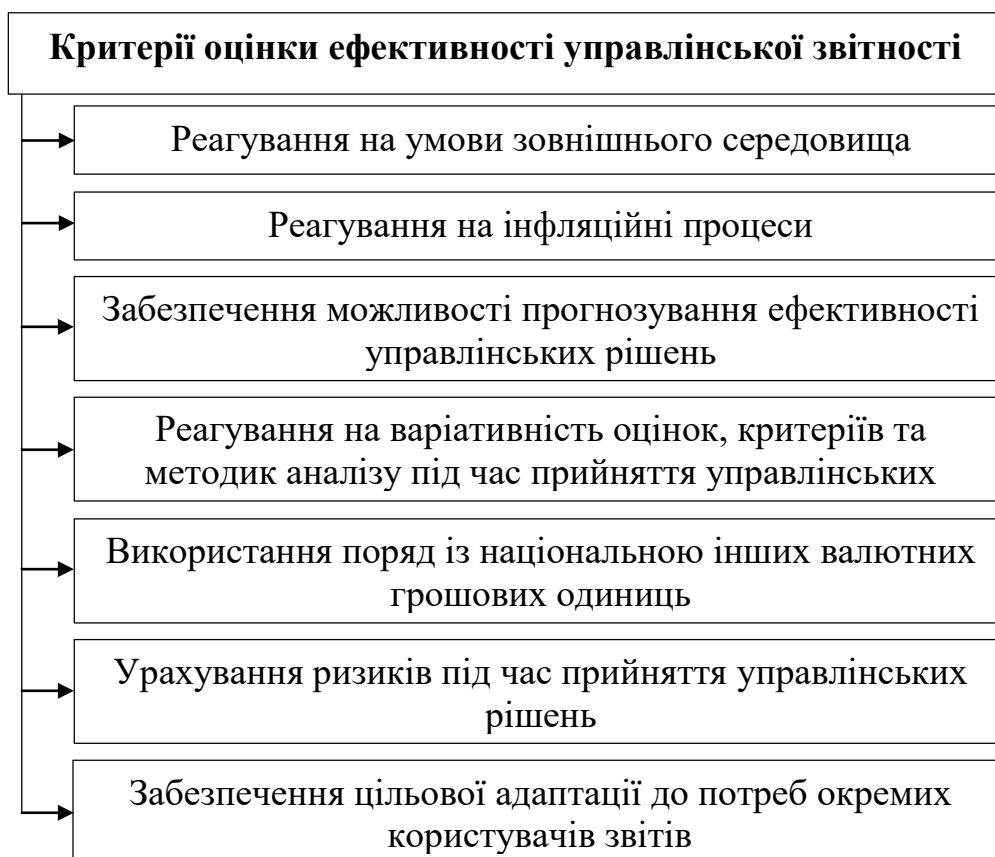 Критерії оцінки ефективності управлінської звітності
Реагування на умови зовнішнього середовища
Реагування на інфляційні процеси
Забезпечення можливості прогнозування ефективності
управлінських рішень
Реагування на варіативність оцінок, критеріїв та
методик аналізу під час прийняття управлінських
Використання поряд із національною інших валютних
грошових одиниць
Урахування ризиків під час прийняття управлінських
рішень
Забезпечення цільової адаптації до потреб окремих
користувачів звітів